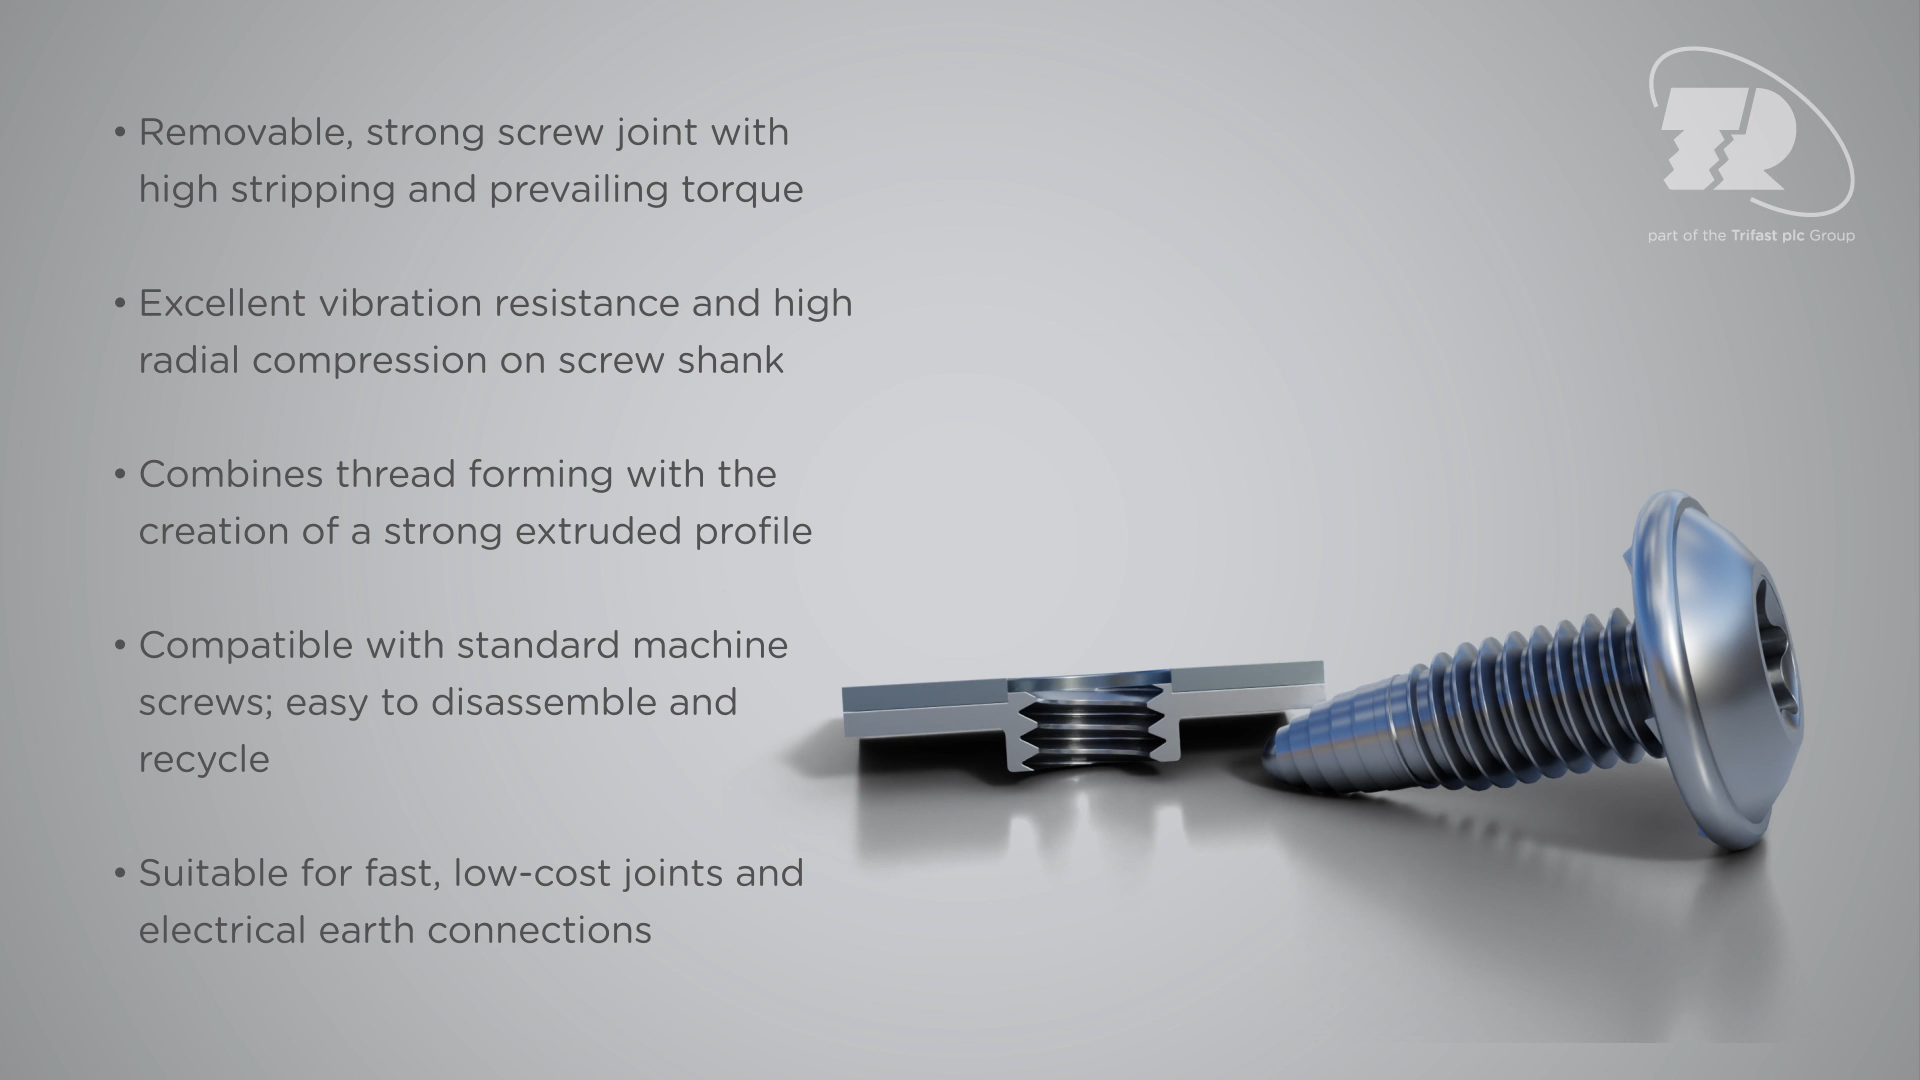 • Removable, strong screw joint with
high stripping and prevailing torque
• Excellent vibration resistance and high
radial compression on screw shank
• Combines thread forming with the
creation of a strong extruded profile
• Compatible with standard machine
screws; easy to disassemble and
recycle
• Suitable for fast, low-cost joints and
electrical earth connections
TR
part of the Trifast plc Group